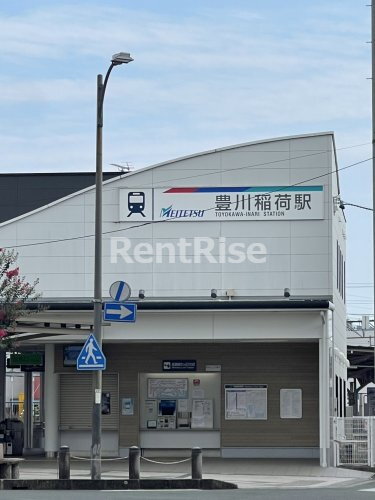 MEITETSU
豊川稲荷駅
TOYOKAWA-INARI STATION
RentRise